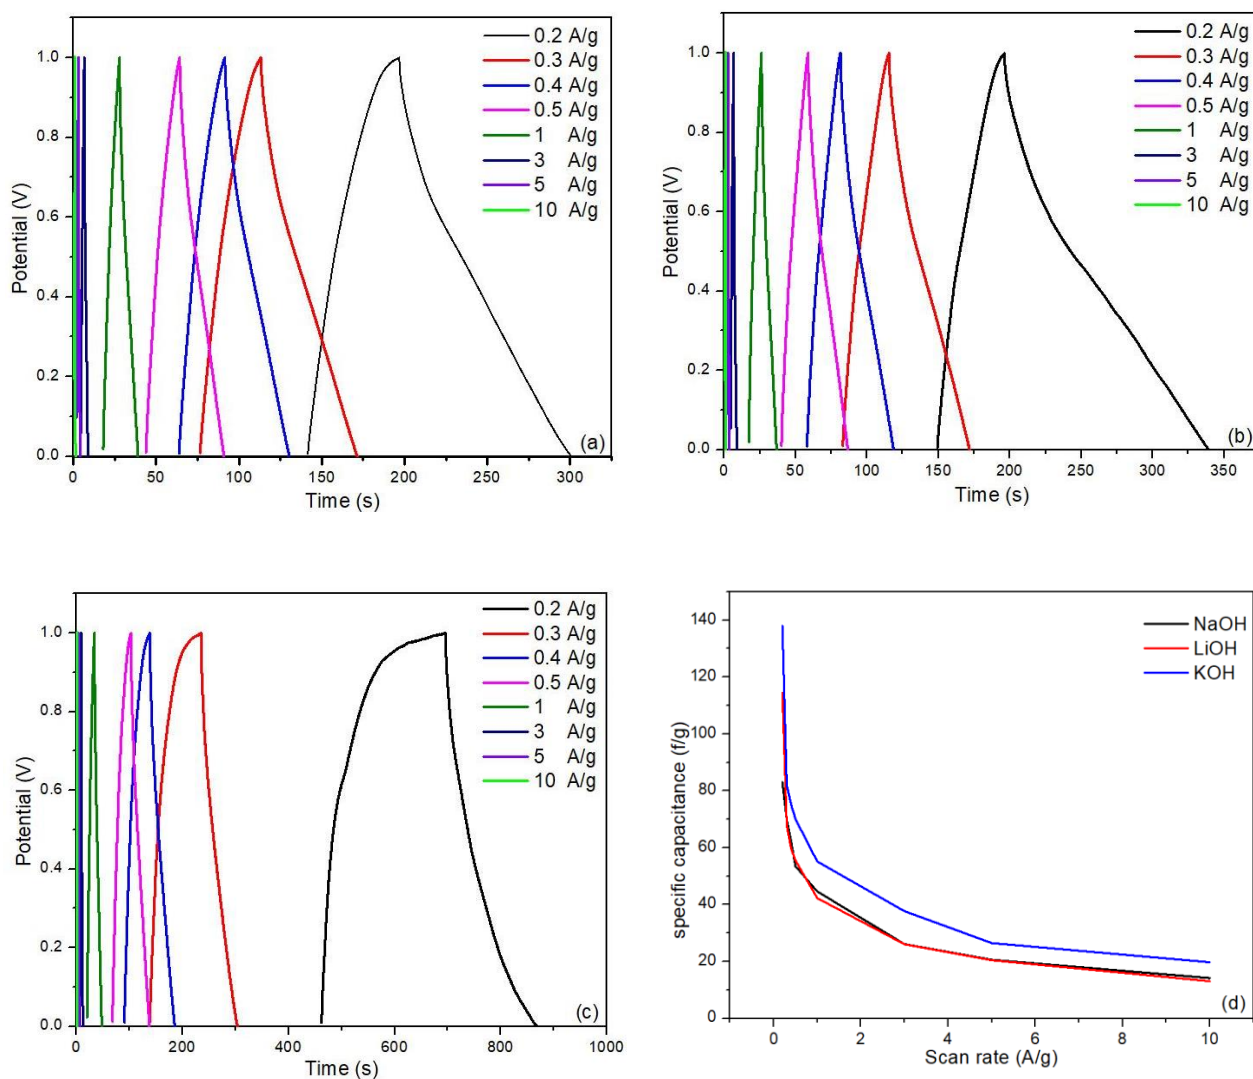 0.2 A/g
0.3 A/g
0.4 A/g
0.5 A/g
1 A/g
3 A/g
5 A/g
10 A/g
1.0
0.8
0.6
0.4
0.2
0.0
Potential (V)
(a)
0 50 100 150 200 250 300
Time (s)
0.2 A/g
0.3 A/g
0.4 A/g
0.5 A/g
1 A/g
3 A/g
5 A/g
10 A/g
1.0
0.8
0.6
0.4
0.2
0.0
Potential (V)
(b)
0 50 100 150 200 250 300 350
Time (s)
0.2 A/g
0.3 A/g
0.4 A/g
0.5 A/g
1 A/g
3 A/g
5 A/g
10 A/g
1.0
0.8
0.6
0.4
0.2
0.0
Potential (V)
(c)
0 200 400 600 800 1000
Time (s)
NaOH
LiOH
KOH
140
120
100
80
60
40
20
0
specific capacitance (f/g)
(d)
0 2 4 6 8 10
Scan rate (A/g)